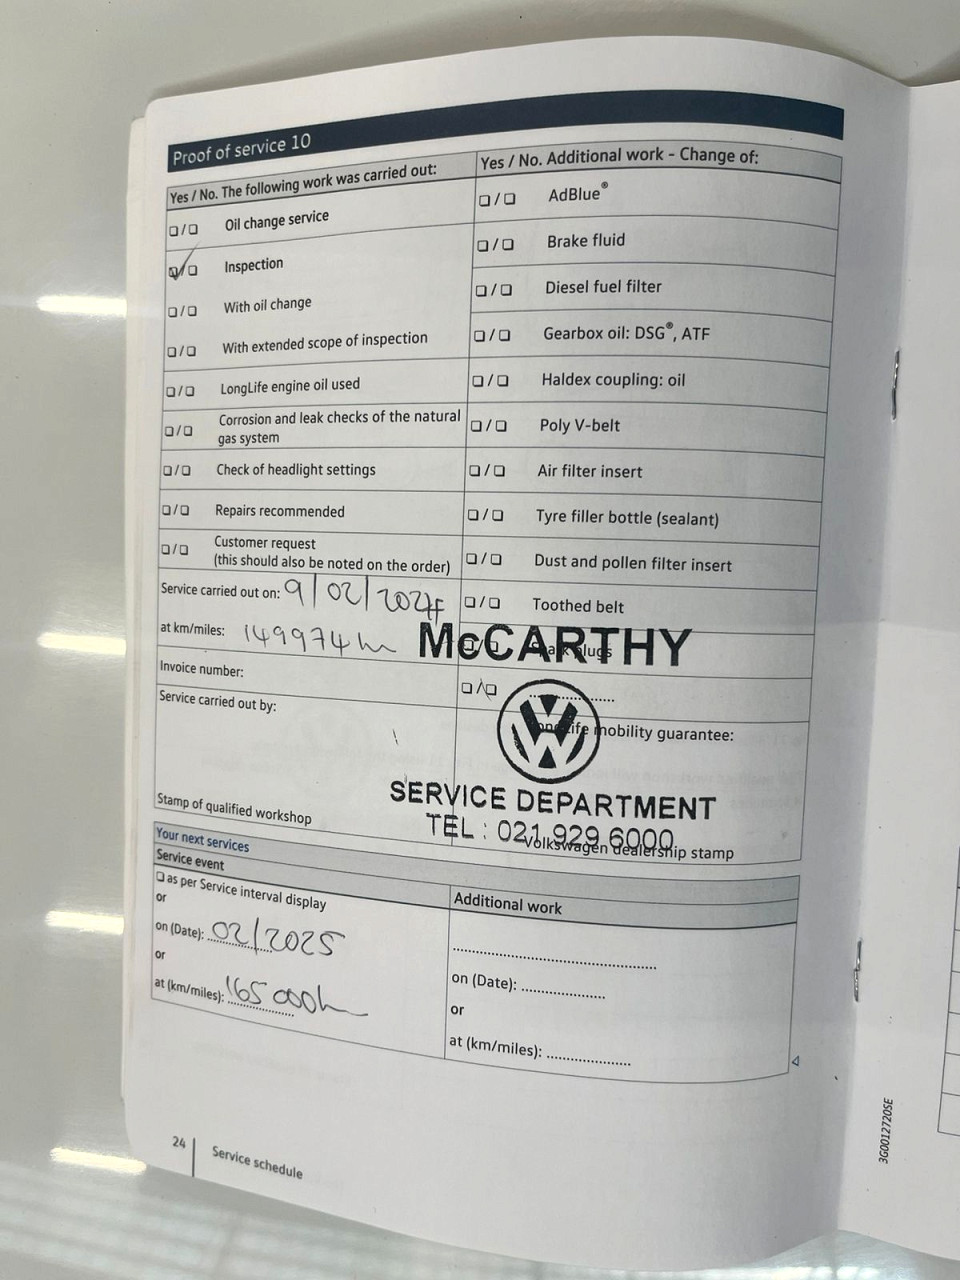 Proof of service 10
Yes / No. The following work was carried out:
❏/❏ Oil change service
❏/❏ Inspection
❏/❏ With oil change
❏/❏ With extended scope of inspection
❏/❏ LongLife engine oil used
❏/❏ Corrosion and leak checks of the natural
gas system
❏/❏ Check of headlight settings
❏/❏ Repairs recommended
❏/❏ Customer request
(this should also be noted on the order)
Service carried out on: 9/02/2024
at km/miles: 149974
Invoice number:
Service carried out by:
Stamp of qualified workshop
Yes / No. Additional work - Change of:
❏/❏ AdBlue®
❏/❏ Brake fluid
❏/❏ Diesel fuel filter
❏/❏ Gearbox oil: DSG®, ATF
❏/❏ Haldex coupling: oil
❏/❏ Poly V-belt
❏/❏ Air filter insert
❏/❏ Tyre filler bottle (sealant)
❏/❏ Dust and pollen filter insert
❏/❏ Toothed belt
❏/❏ Spark plugs
❏/❏ ................
LongLife mobility guarantee:
Volkswagen dealership stamp
McCARTHY
SERVICE DEPARTMENT
TEL : 021 929 6000
Your next services
Service event
❏ as per Service interval display
or
on (Date): 02/2025
or
at (km/miles): 165 000
Additional work
................................................
on (Date): ....................
or
at (km/miles): ....................
24
Service schedule
3G0012720SE